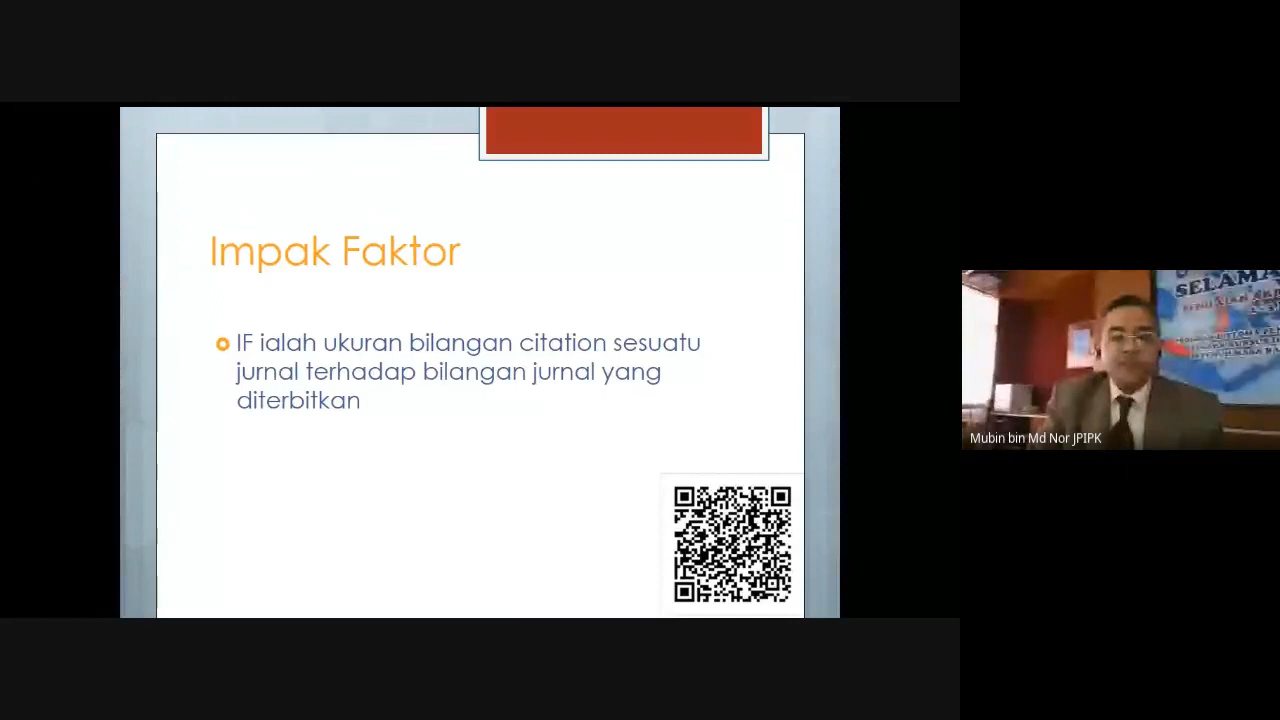 Impak Faktor
IF ialah ukuran bilangan citation sesuatu
jurnal terhadap bilangan jurnal yang
diterbitkan
SELAMA
Mubin bin Md Nor JPIPK